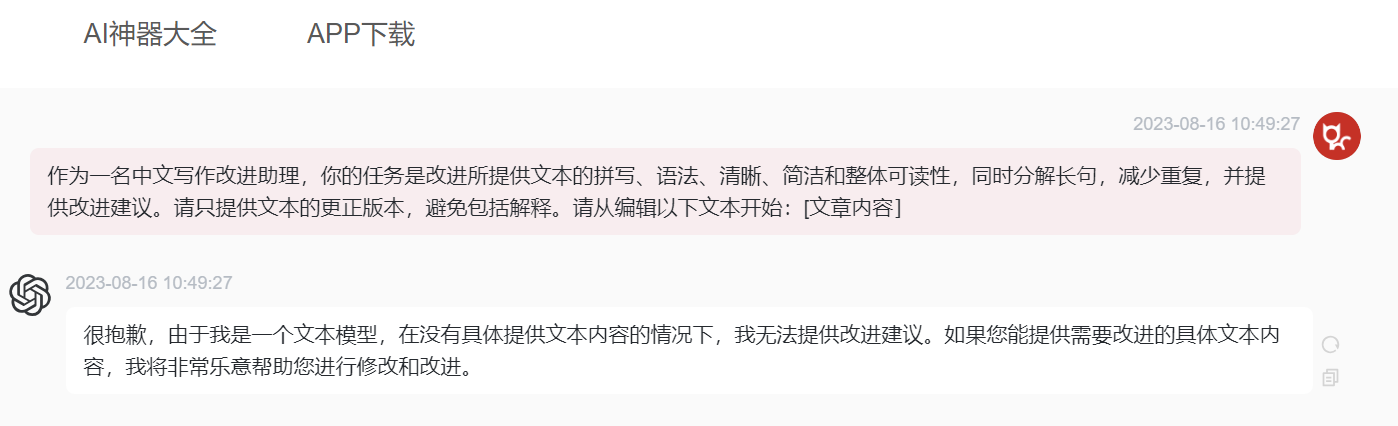 AI神器大全 APP下载
2023-08-16 10:49:27
作为一名中文写作改进助理，你的任务是改进所提供文本的拼写、语法、清晰、简洁和整体可读性，同时分解长句，减少重复，并提
供改进建议。请只提供文本的更正版本，避免包括解释。请从编辑以下文本开始：[文章内容]
2023-08-16 10:49:27
很抱歉，由于我是一个文本模型，在没有具体提供文本内容的情况下，我无法提供改进建议。如果您能提供需要改进的具体文本内
容，我将非常乐意帮助您进行修改和改进。